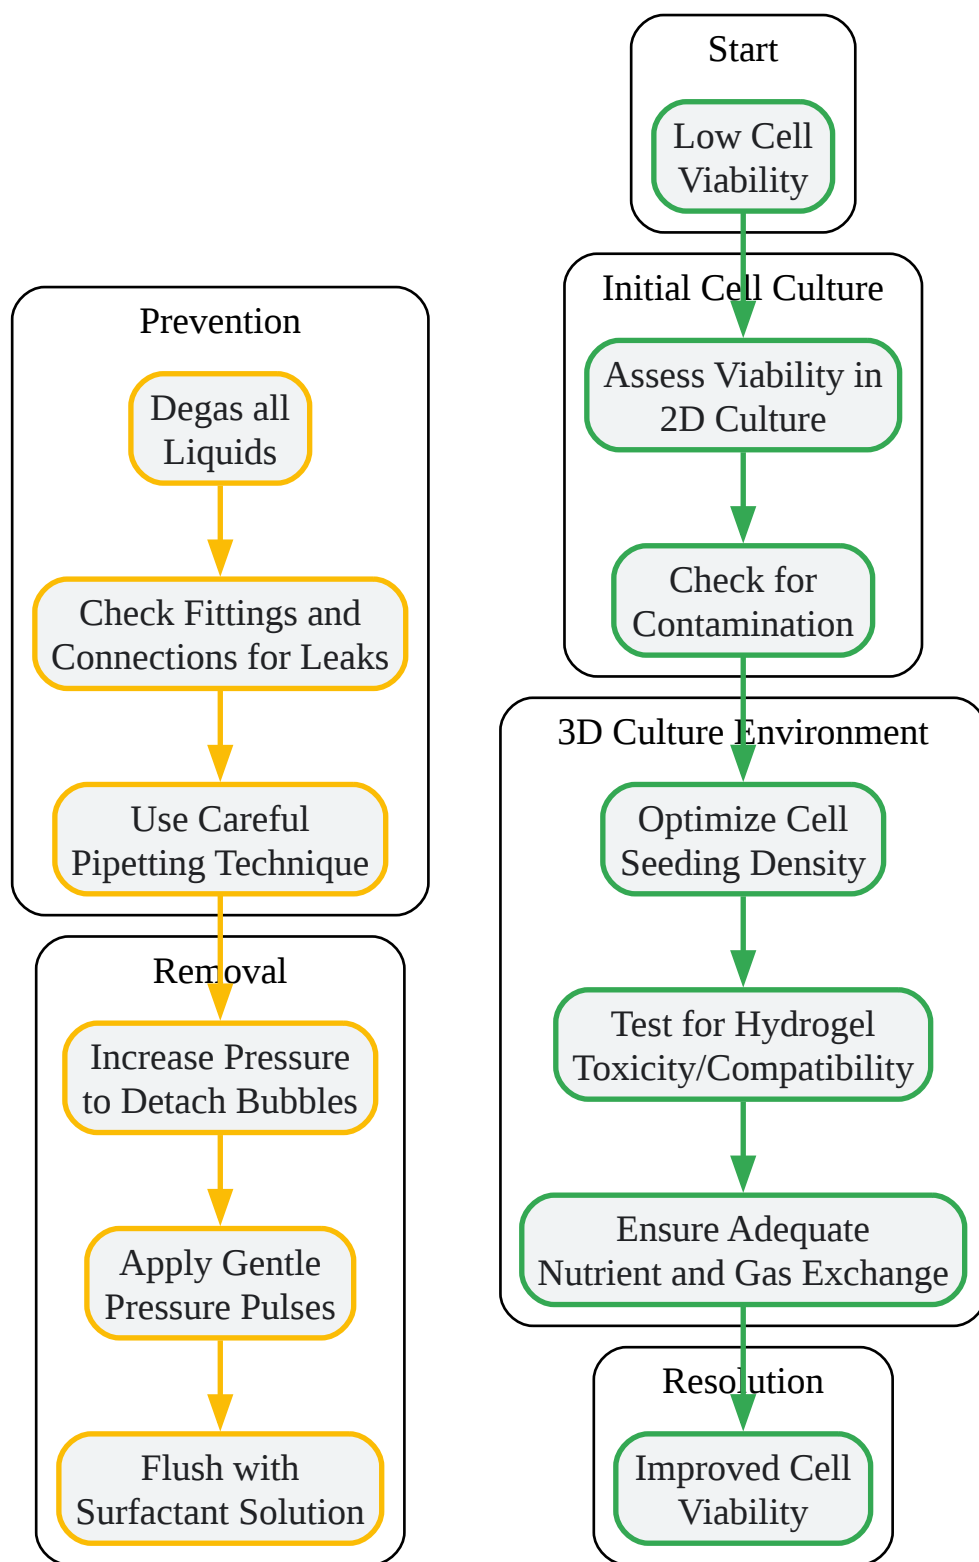 Start
Low Cell
Viability
Initial Cell Culture
Assess Viability in
2D Culture
Check for
Contamination
3D Culture Environment
Optimize Cell
Seeding Density
Test for Hydrogel
Toxicity/Compatibility
Ensure Adequate
Nutrient and Gas Exchange
Resolution
Improved Cell
Viability
Prevention
Degas all
Liquids
Check Fittings and
Connections for Leaks
Use Careful
Pipetting Technique
Removal
Increase Pressure
to Detach Bubbles
Apply Gentle
Pressure Pulses
Flush with
Surfactant Solution